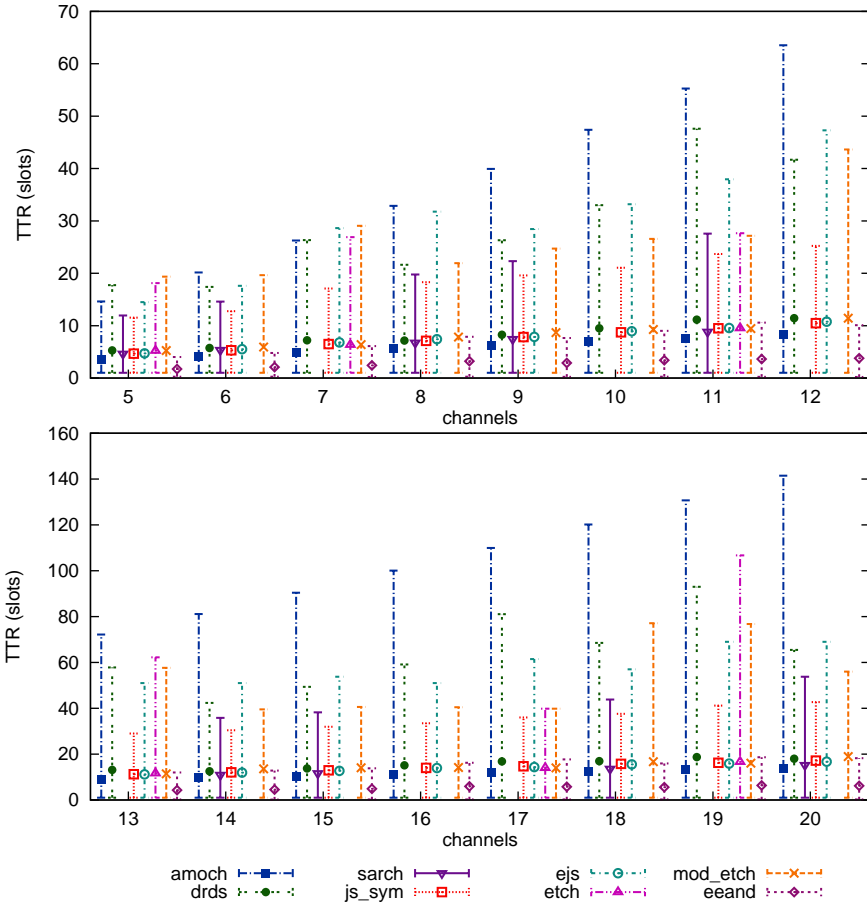 70
60
50
40
30
20
10
0
TTR (slots)
5 6 7 8 9 10 11 12
channels
160
140
120
100
80
60
40
20
0
TTR (slots)
13 14 15 16 17 18 19 20
channels
amoch sarch ejs mod_etch
drds js_sym etch eeand